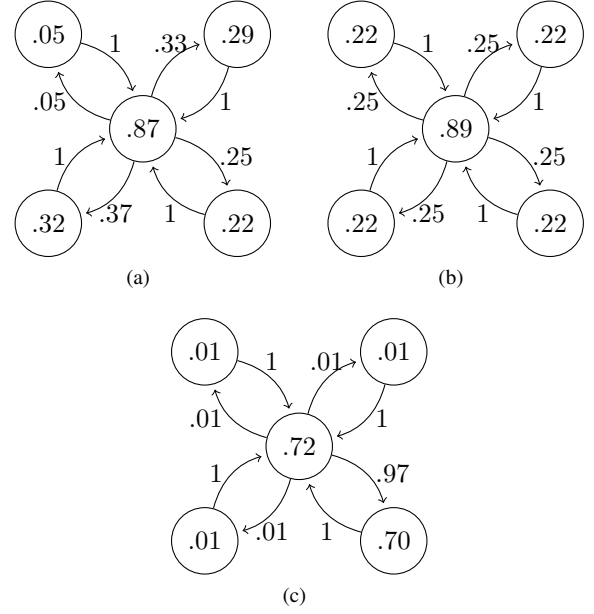 .05 1 .33 .29
.05 1
.87
1 .25
.32 .37 1 .22
(a)
.22 1 .25 .22
.25 1
.89
1 .25
.22 .25 1 .22
(b)
.01 1 .01 .01
.01 1
.72
1 .97
.01 .01 1 .70
(c)